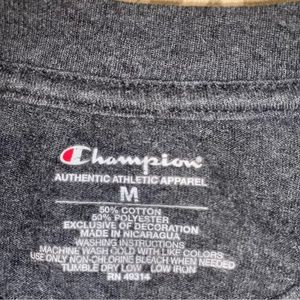 Champion
AUTHENTIC ATHLETIC APPAREL
M
50% COTTON
50% POLYESTER
EXCLUSIVE OF DECORATION
MADE IN NICARAGUA
WASHING INSTRUCTIONS
MACHINE WASH COLD WITH LIKE COLORS
USE ONLY NON-CHLORINE BLEACH WHEN NEEDED
TUMBLE DRY LOW LOW IRON
RN 49314